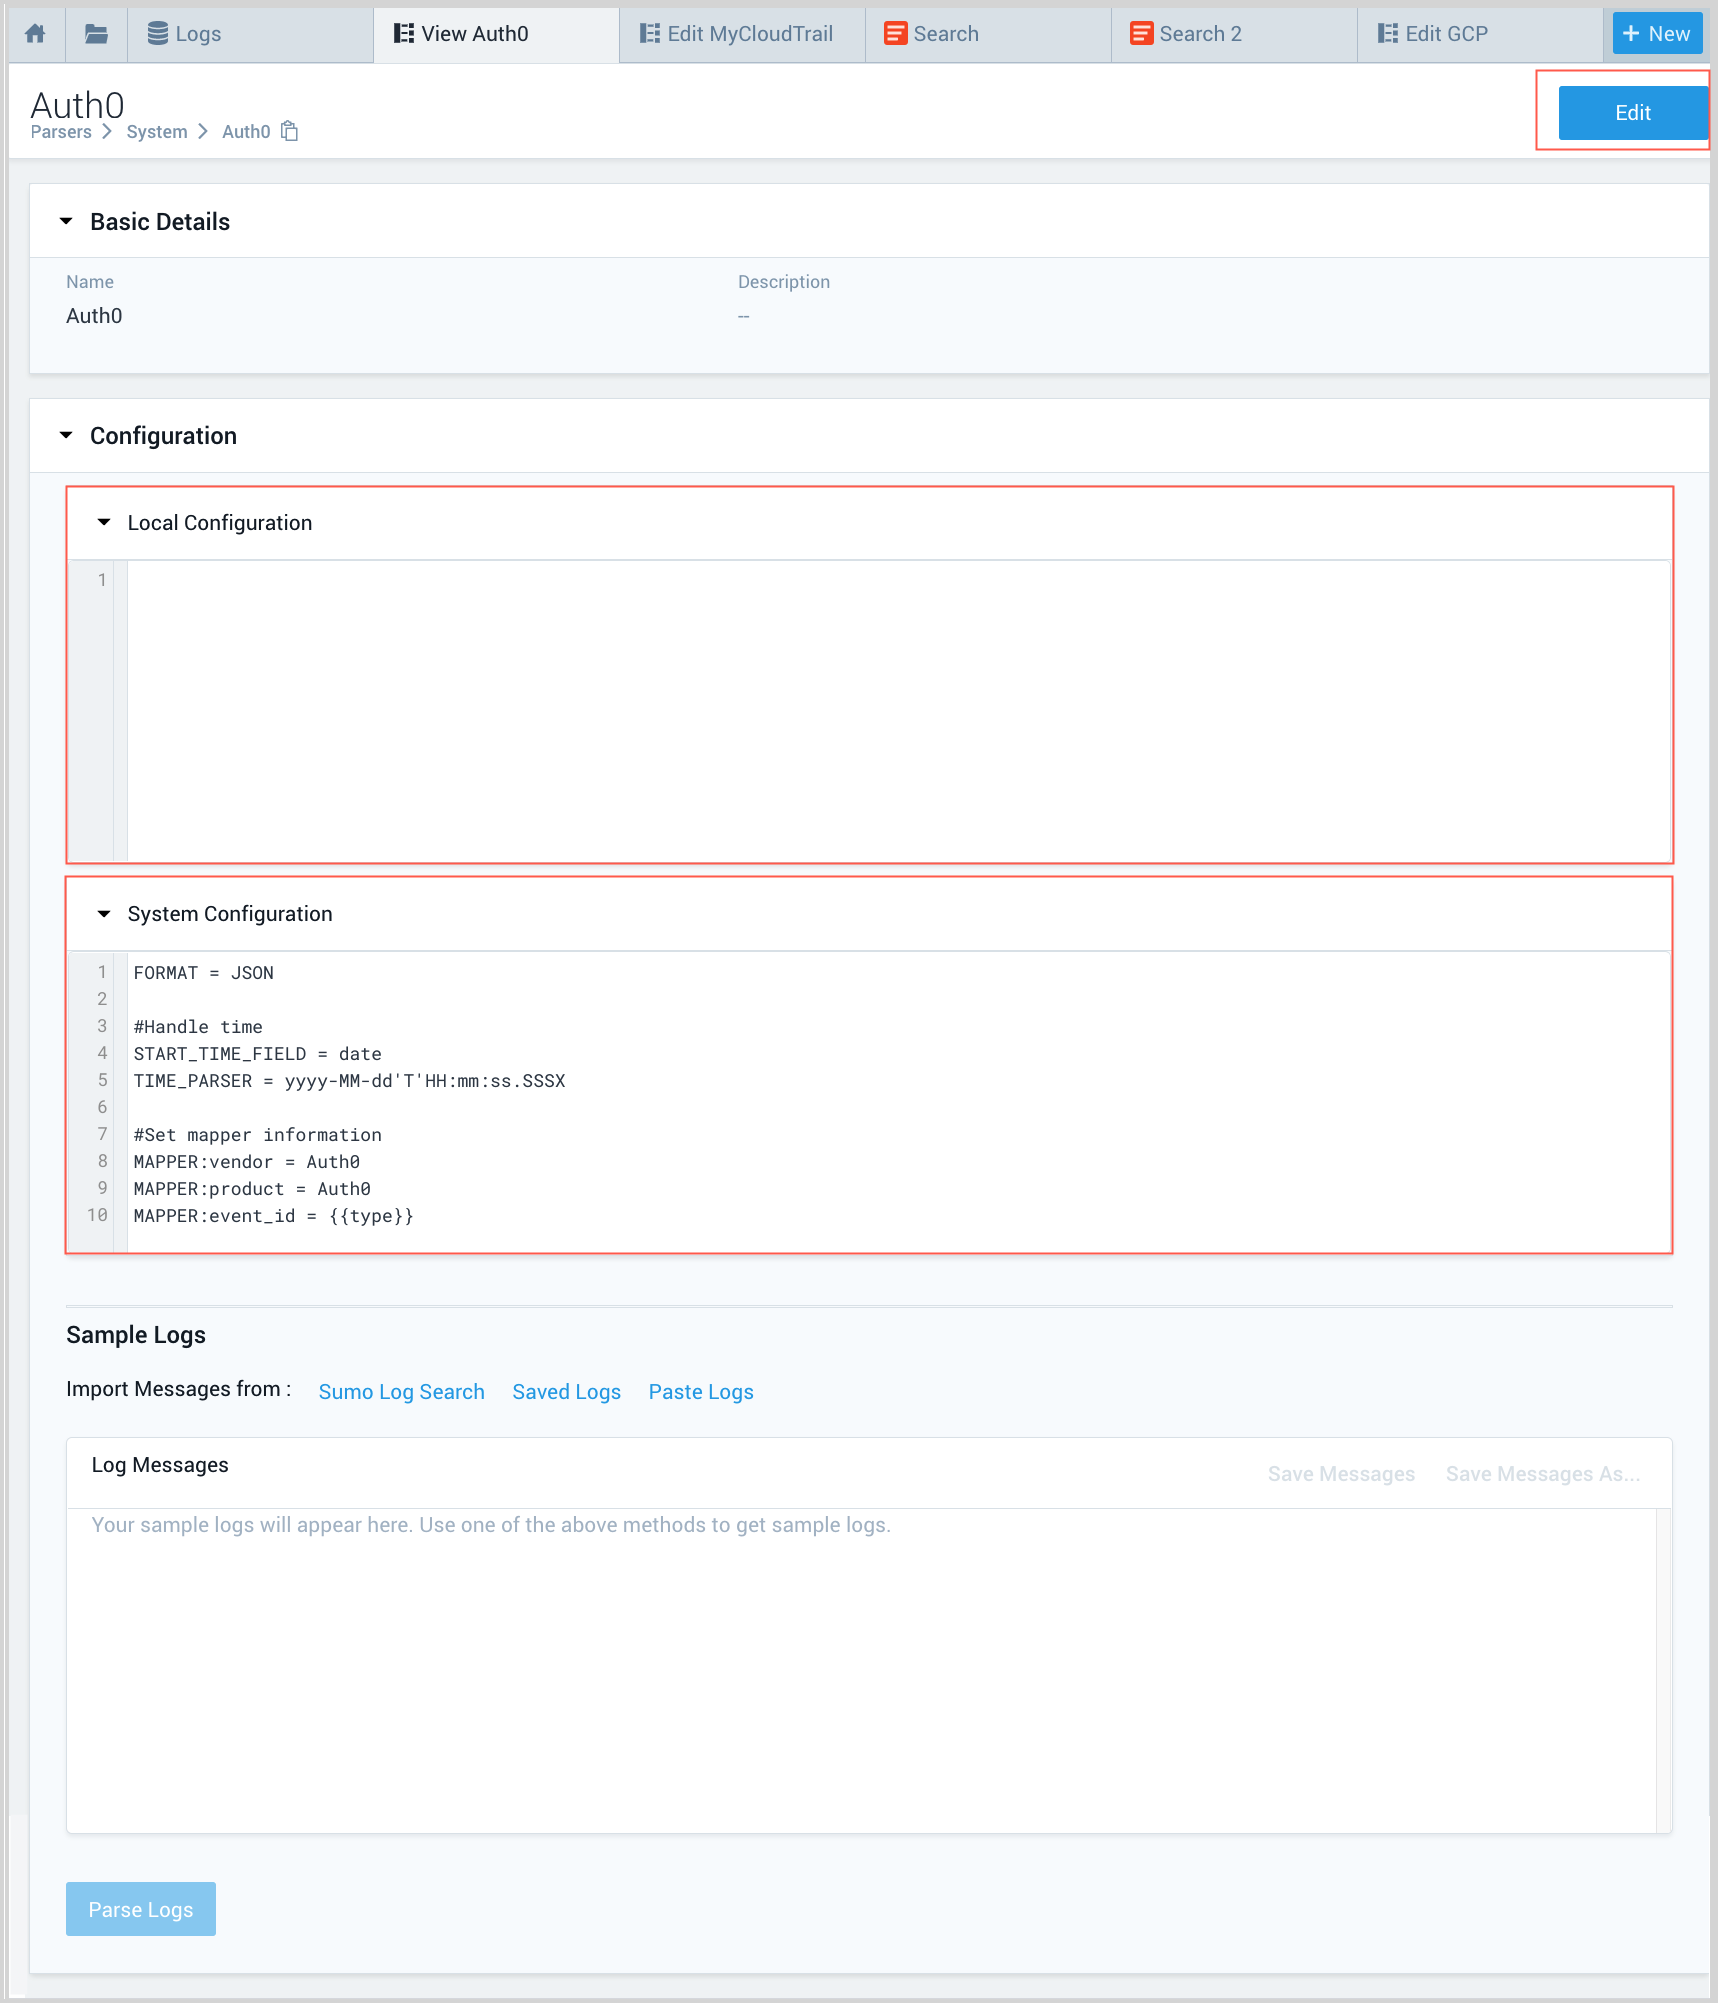 Logs
View Auth0
Edit MyCloudTrail
Search
Search 2
Edit GCP
+ New
Auth0
Edit
Parsers > System > Auth0
Basic Details
Name
Description
Auth0
--
Configuration
Local Configuration
1
System Configuration
1 FORMAT = JSON
2
3 #Handle time
4 START_TIME_FIELD = date
5 TIME_PARSER = yyyy-MM-dd'T'HH:mm:ss.SSSX
6
7 #Set mapper information
8 MAPPER:vendor = Auth0
9 MAPPER:product = Auth0
10 MAPPER:event_id = {{type}}
Sample Logs
Import Messages from : Sumo Log Search Saved Logs Paste Logs
Log Messages
Save Messages Save Messages As...
Your sample logs will appear here. Use one of the above methods to get sample logs.
Parse Logs